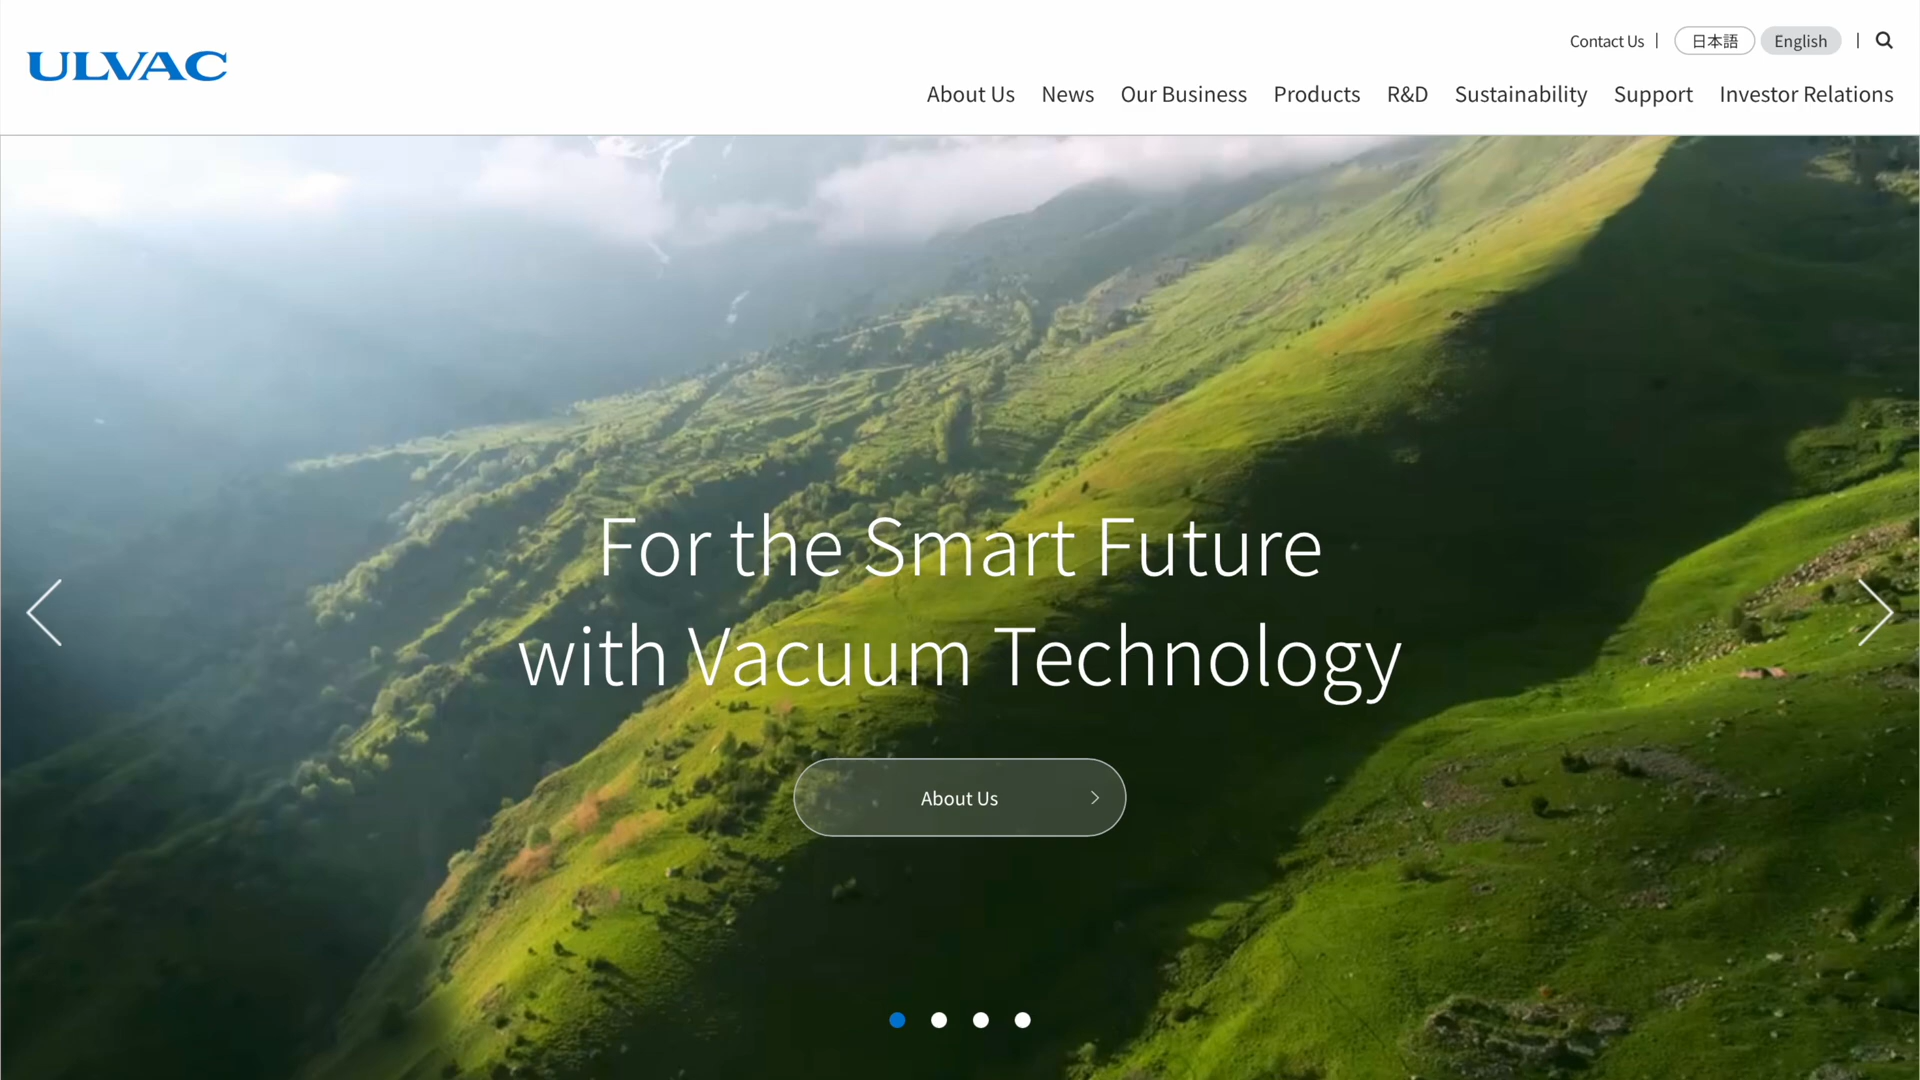 ULVAC
Contact Us
日本語
English
About Us
News
Our Business
Products
R&D
Sustainability
Support
Investor Relations
For the Smart Future
with Vacuum Technology
About Us